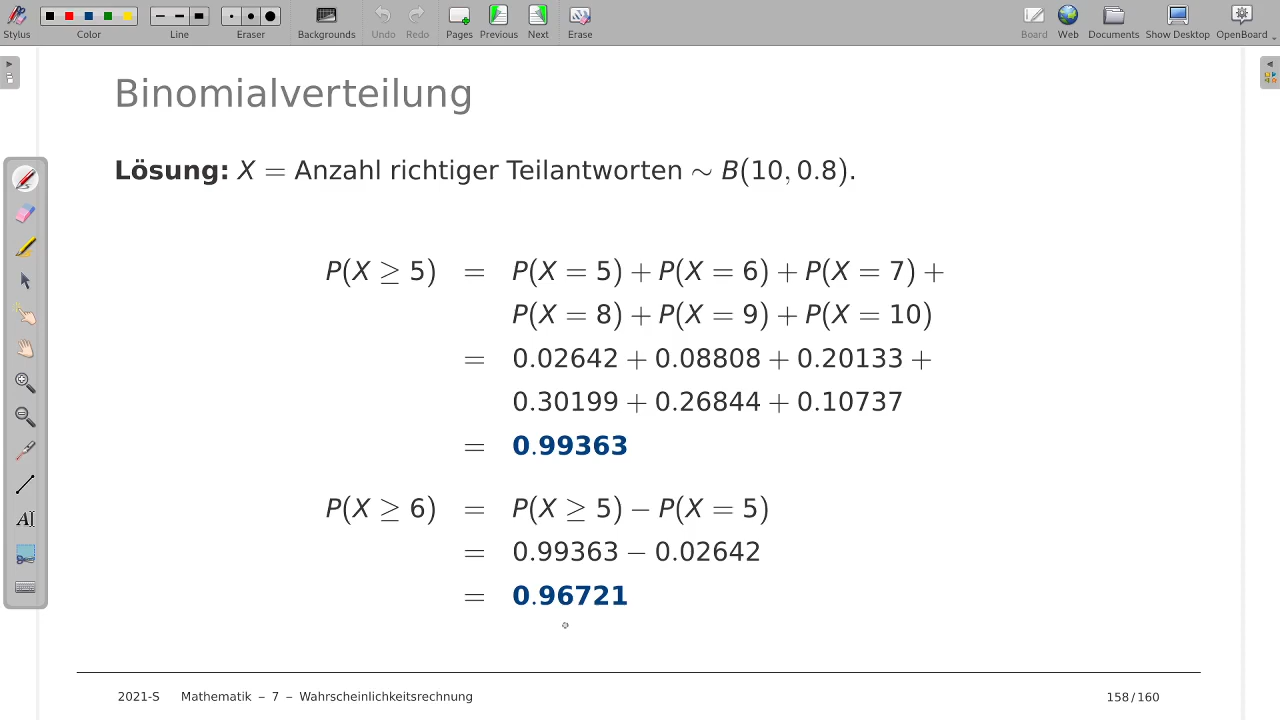 Stylus Color Line Eraser Backgrounds Undo Redo Pages Previous Next Erase Board Web Documents Show Desktop OpenBoard
Binomialverteilung
Lösung: X = Anzahl richtiger Teilantworten ∼ B(10, 0.8).
P(X ≥ 5) = P(X = 5) + P(X = 6) + P(X = 7) +
P(X = 8) + P(X = 9) + P(X = 10)
= 0.02642 + 0.08808 + 0.20133 +
0.30199 + 0.26844 + 0.10737
= 0.99363
P(X ≥ 6) = P(X ≥ 5) − P(X = 5)
= 0.99363 − 0.02642
= 0.96721
AI
2021-S Mathematik – 7 – Wahrscheinlichkeitsrechnung 158/160